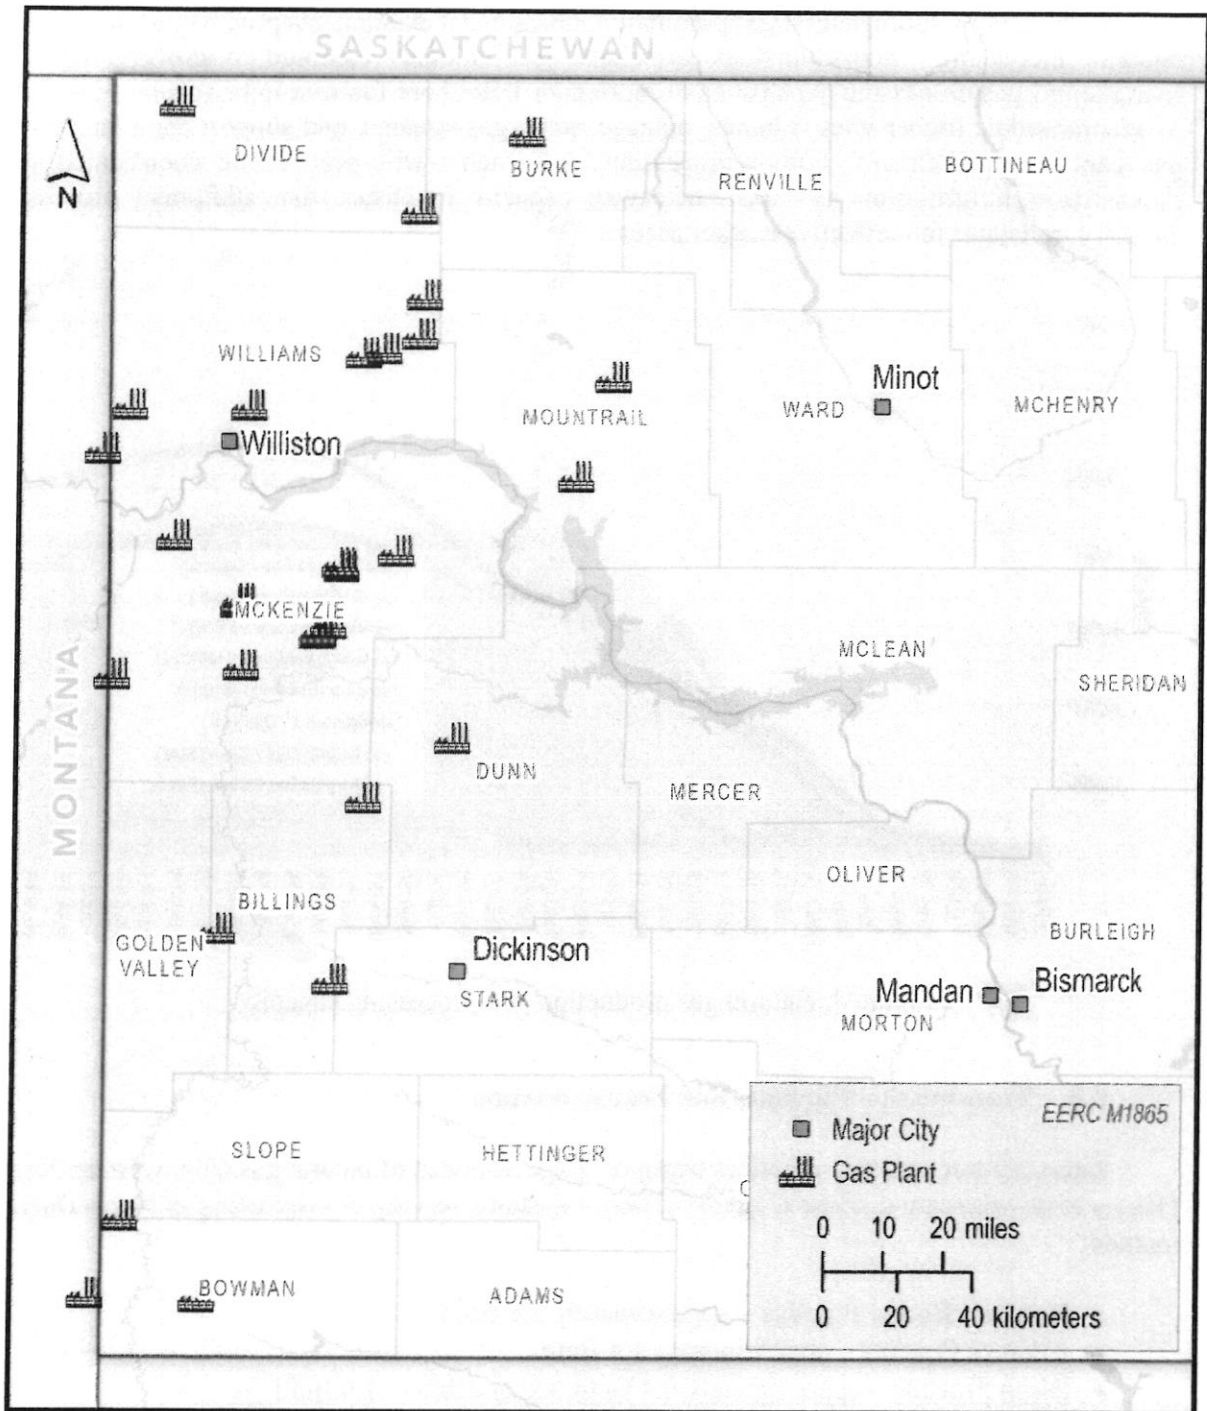 SASKATCHEWAN
DIVIDE
BURKE
RENVILLE
BOTTINEAU
N
WILLIAMS
MOUNTRAIL
WARD
Minot
MCHENRY
Williston
MCKENZIE
MONTANA
MCLEAN
SHERIDAN
DUNN
MERCER
OLIVER
BILLINGS
GOLDEN
VALLEY
BURLEIGH
Dickinson
STARK
Mandan
Bismarck
MORTON
SLOPE
HETTINGER
BOWMAN
ADAMS
EERC M1865
Major City
Gas Plant
0 10 20 miles
0 20 40 kilometers